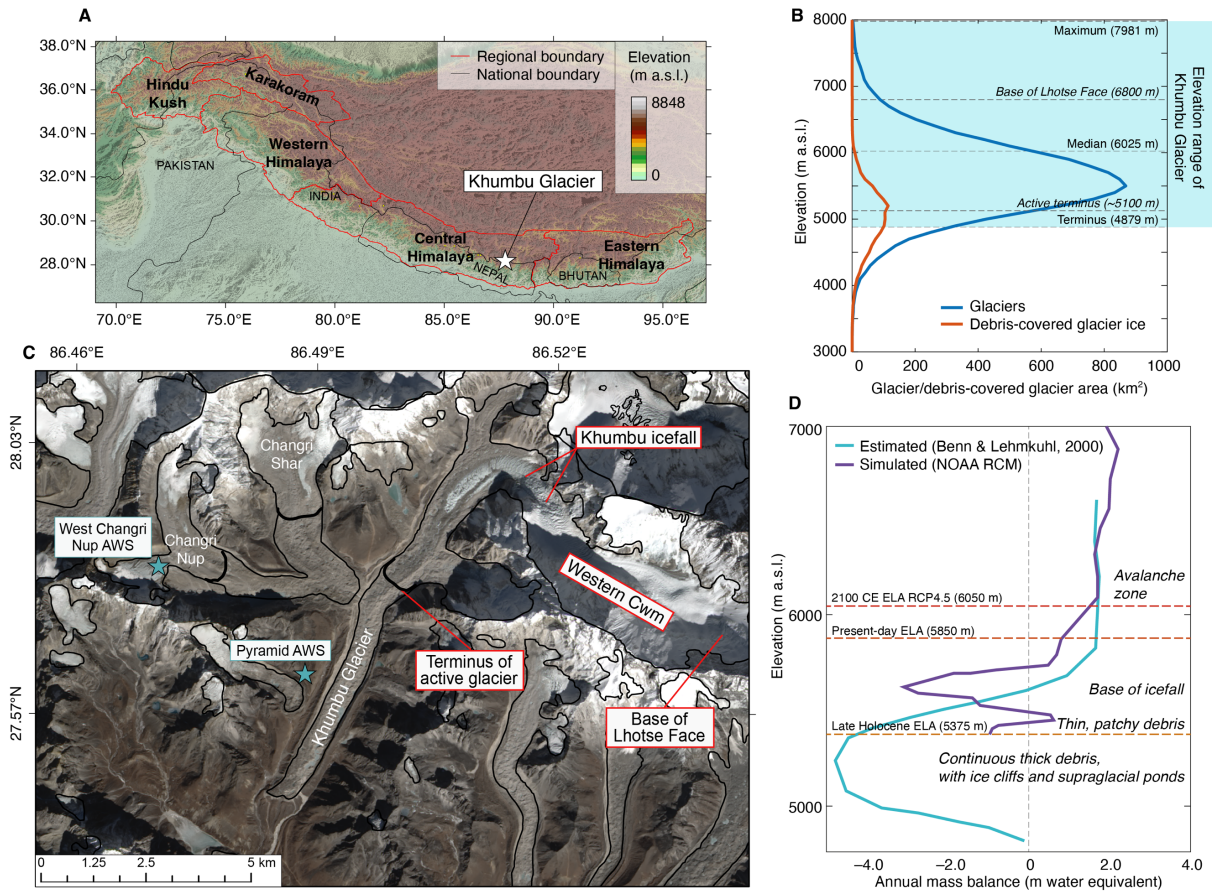 A
38.0°N
36.0°N
34.0°N
32.0°N
30.0°N
28.0°N
70.0°E
75.0°E
80.0°E
85.0°E
90.0°E
95.0°E
Regional boundary
National boundary
Elevation
(m a.s.l.)
8848
0
Hindu
Kush
Karakoram
Western
Himalaya
PAKISTAN
INDIA
Khumbu Glacier
Central
Himalaya
NEPAL
BHUTAN
Eastern
Himalaya
B
8000
7000
6000
5000
4000
3000
Elevation (m a.s.l.)
Maximum (7981 m)
Base of Lhotse Face (6800 m)
Median (6025 m)
Active terminus (~5100 m)
Terminus (4879 m)
Elevation range of
Khumbu Glacier
Glaciers
Debris-covered glacier ice
0
200
400
600
800
1000
Glacier/debris-covered glacier area (km²)
C
86.46°E
86.49°E
86.52°E
28.03°N
27.57°N
Changri
Shar
Khumbu icefall
West Changri
Nup AWS
Changri
Nup
Western Cwm
Pyramid AWS
Khumbu Glacier
Terminus of
active glacier
Base of
Lhotse Face
0
1.25
2.5
5 km
D
7000
6000
5000
Elevation (m a.s.l.)
Estimated (Benn & Lehmkuhl, 2000)
Simulated (NOAA RCM)
Avalanche
zone
2100 CE ELA RCP4.5 (6050 m)
Present-day ELA (5850 m)
Base of icefall
Late Holocene ELA (5375 m)
Thin, patchy debris
Continuous thick debris,
with ice cliffs and supraglacial ponds
−4.0
−2.0
0
2.0
4.0
Annual mass balance (m water equivalent)